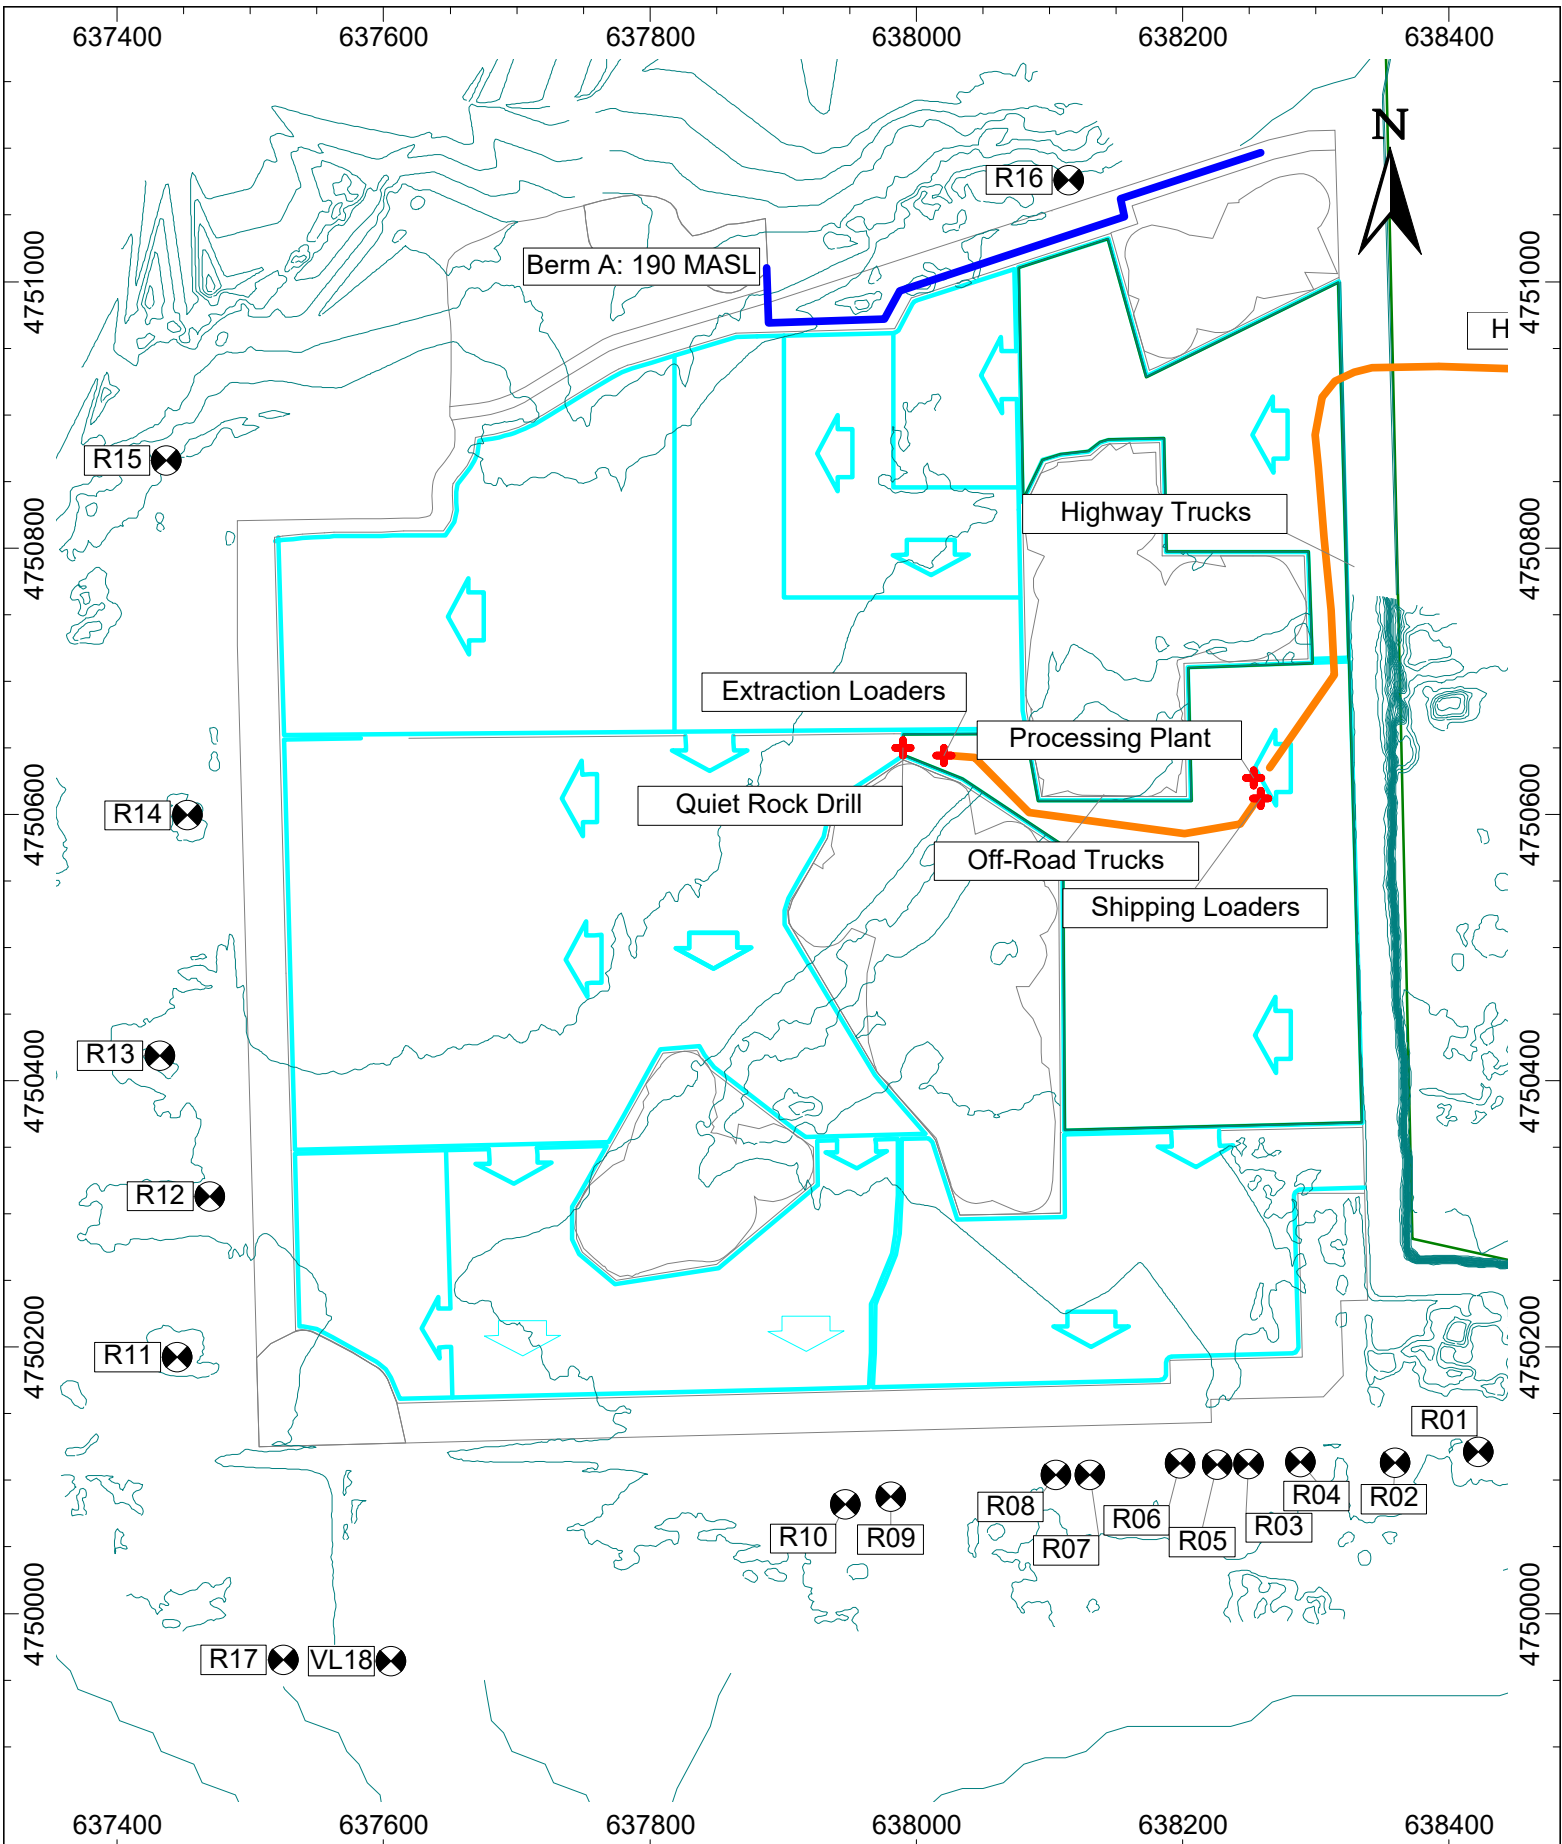 637400 637600 637800 638000 638200 638400
N
R16
Berm A: 190 MASL
4751000 4751000
H
R15
Highway Trucks
4750800 4750800
Extraction Loaders
Processing Plant
Quiet Rock Drill
R14
4750600 4750600
Off-Road Trucks
Shipping Loaders
R13
4750400 4750400
R12
R11
4750200 4750200
R01
R04
R02
R08
R06
R03
R10
R09
R05
R07
4750000 4750000
R17
VL18
637400 637600 637800 638000 638200 638400